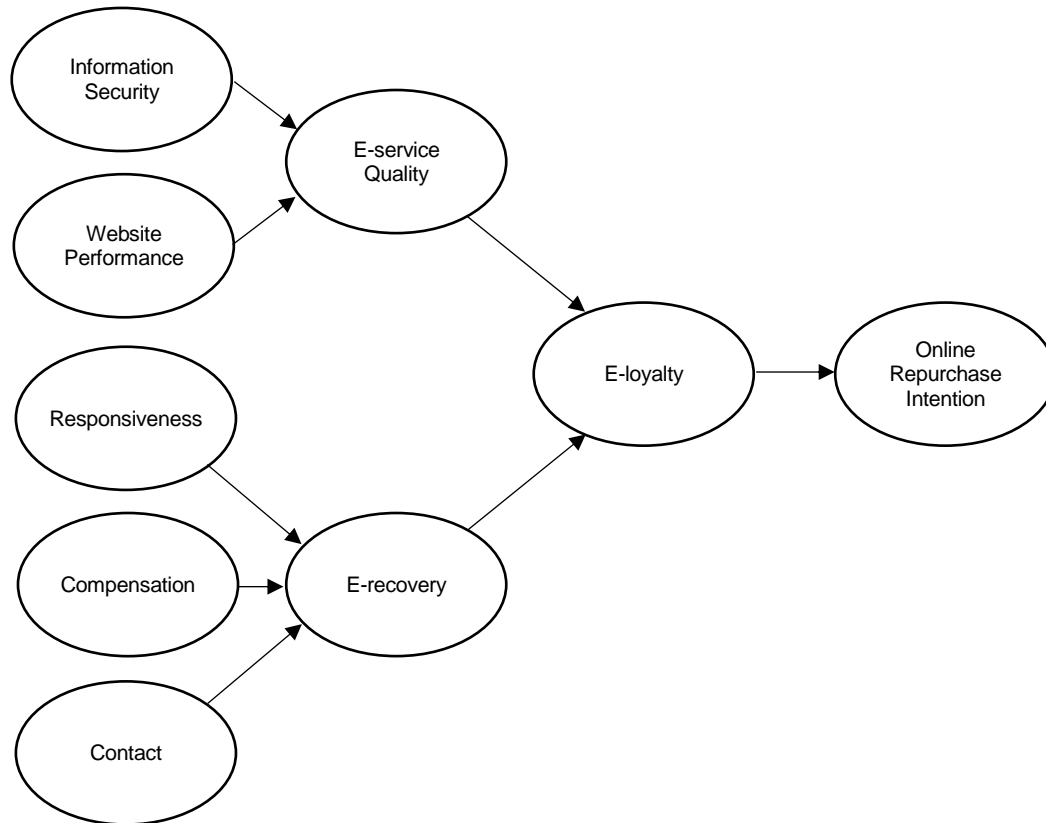 Information
Security
E-service
Quality
Website
Performance
Responsiveness
E-loyalty
Online
Repurchase
Intention
Compensation
E-recovery
Contact